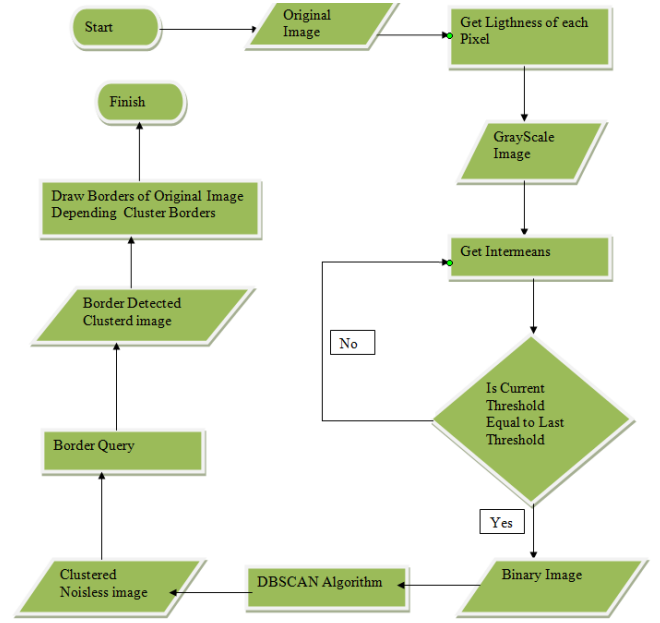 Start
Original
Image
Get Ligthness of each
Pixel
GrayScale
Image
Get Intermeans
No
Is Current
Threshold
Equal to Last
Threshold
Yes
Binary Image
DBSCAN Algorithm
Clustered
Noisless image
Border Query
Border Detected
Clusterd image
Draw Borders of Original Image
Depending Cluster Borders
Finish